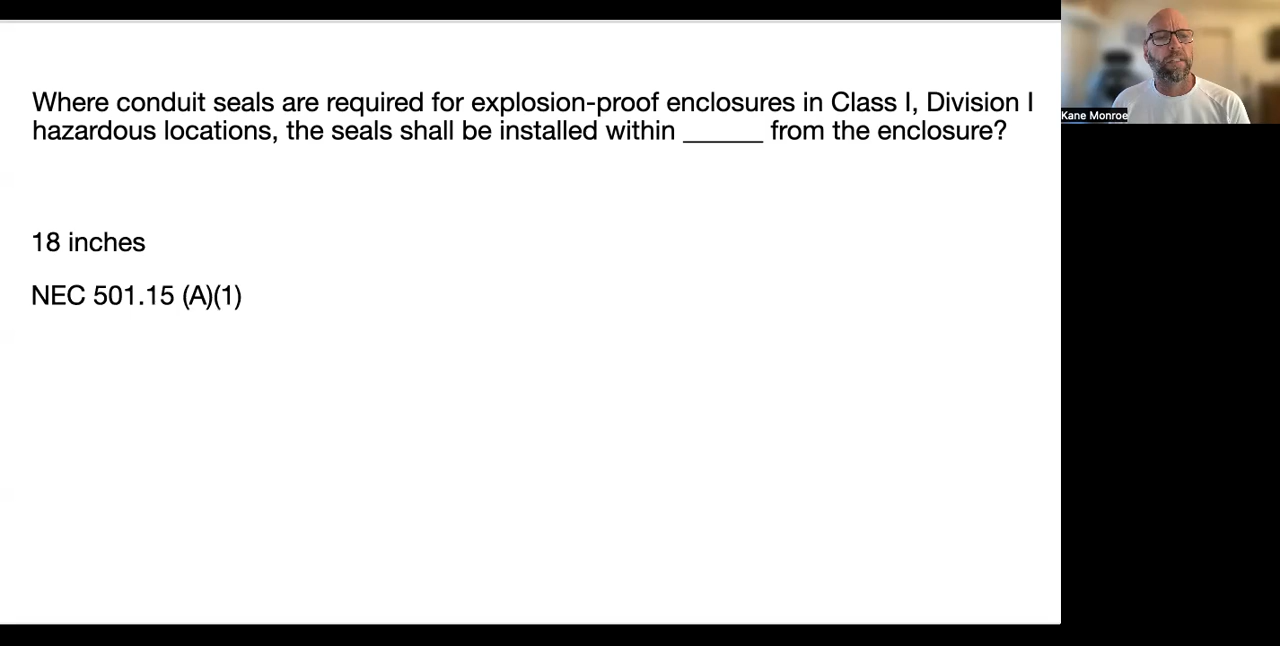 Where conduit seals are required for explosion-proof enclosures in Class I, Division I
hazardous locations, the seals shall be installed within ______ from the enclosure?
18 inches
NEC 501.15 (A)(1)
Kane Monroe